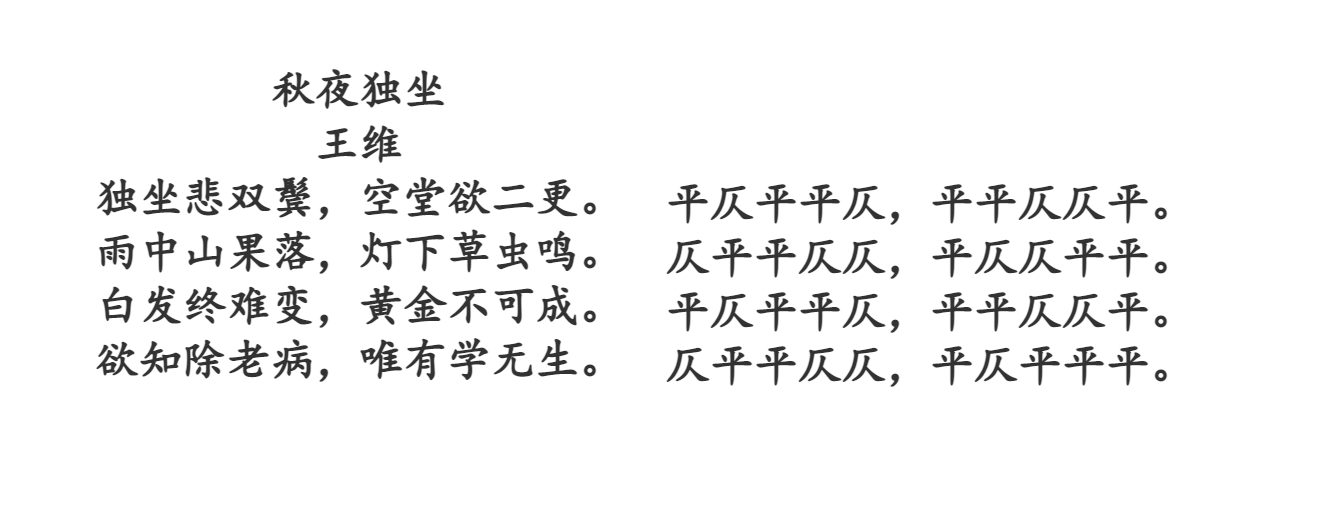 秋夜独坐
王维
独坐悲双鬓，空堂欲二更。 平仄平平仄，平平仄仄平。
雨中山果落，灯下草虫鸣。 仄平平仄仄，平仄仄平平。
白发终难变，黄金不可成。 平仄平平仄，平平仄仄平。
欲知除老病，唯有学无生。 仄平平仄仄，平仄平平平。